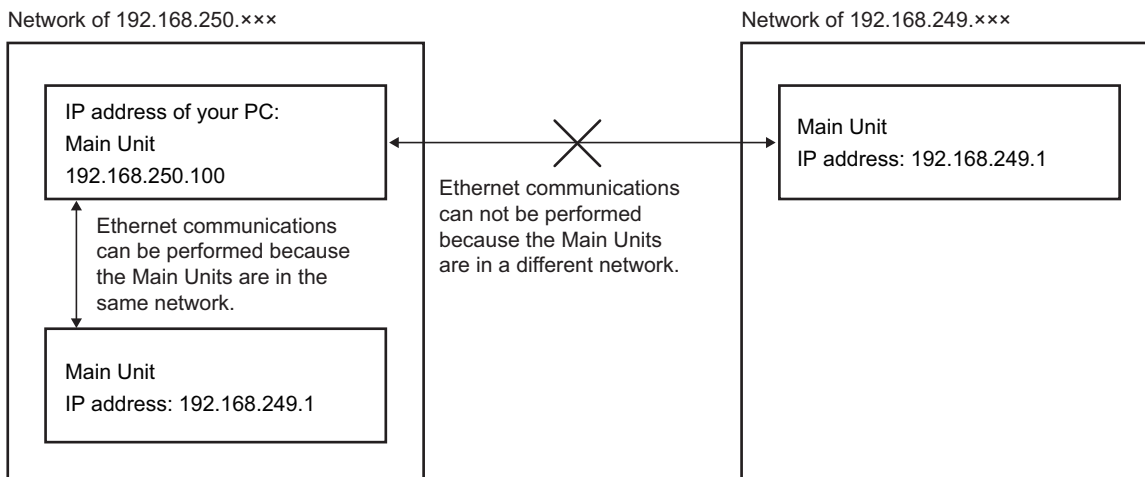 Network of 192.168.250.×××
Network of 192.168.249.×××
IP address of your PC:
Main Unit
192.168.250.100
Main Unit
IP address: 192.168.249.1
Ethernet communications
can not be performed
because the Main Units
are in a different network.
Ethernet communications
can be performed because
the Main Units are in the
same network.
Main Unit
IP address: 192.168.249.1